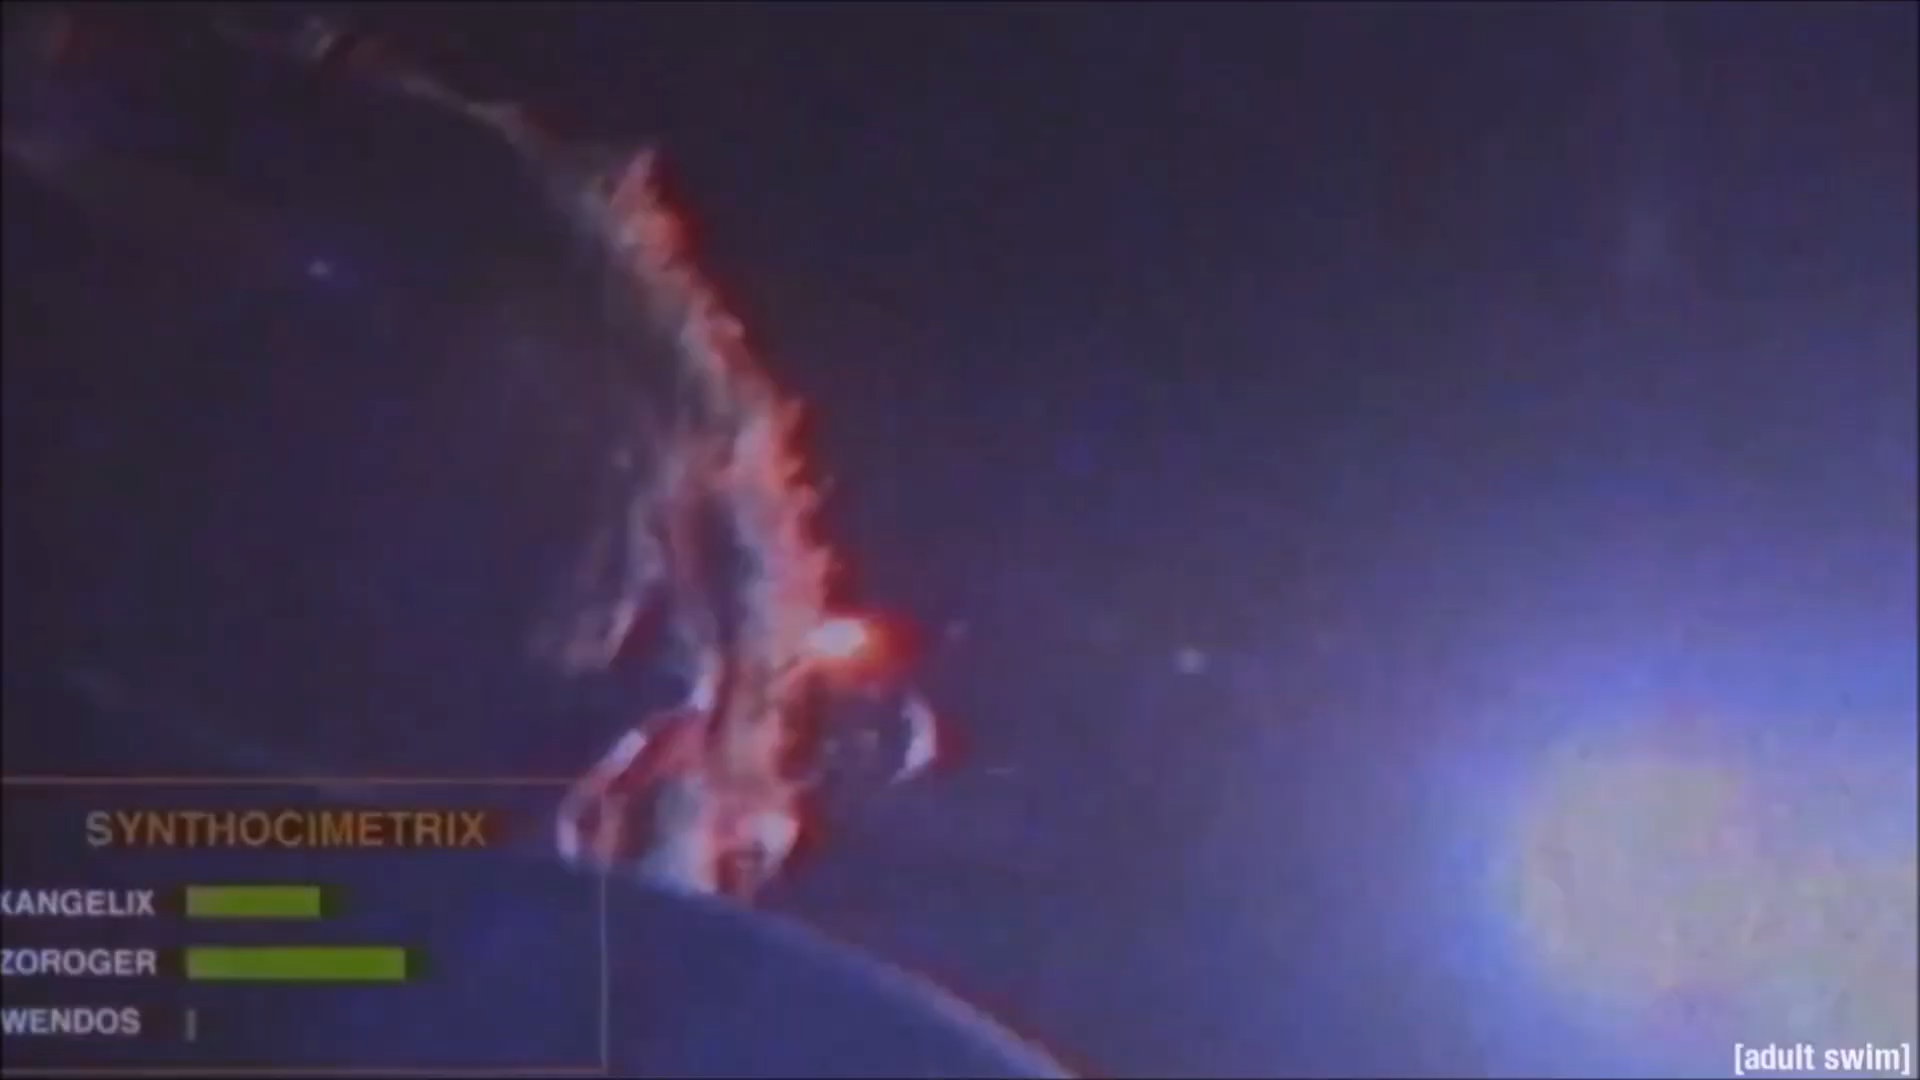 SYNTHOCIMETRIX
XANGELIX
ZOROGER
WENDOS
[adult swim]